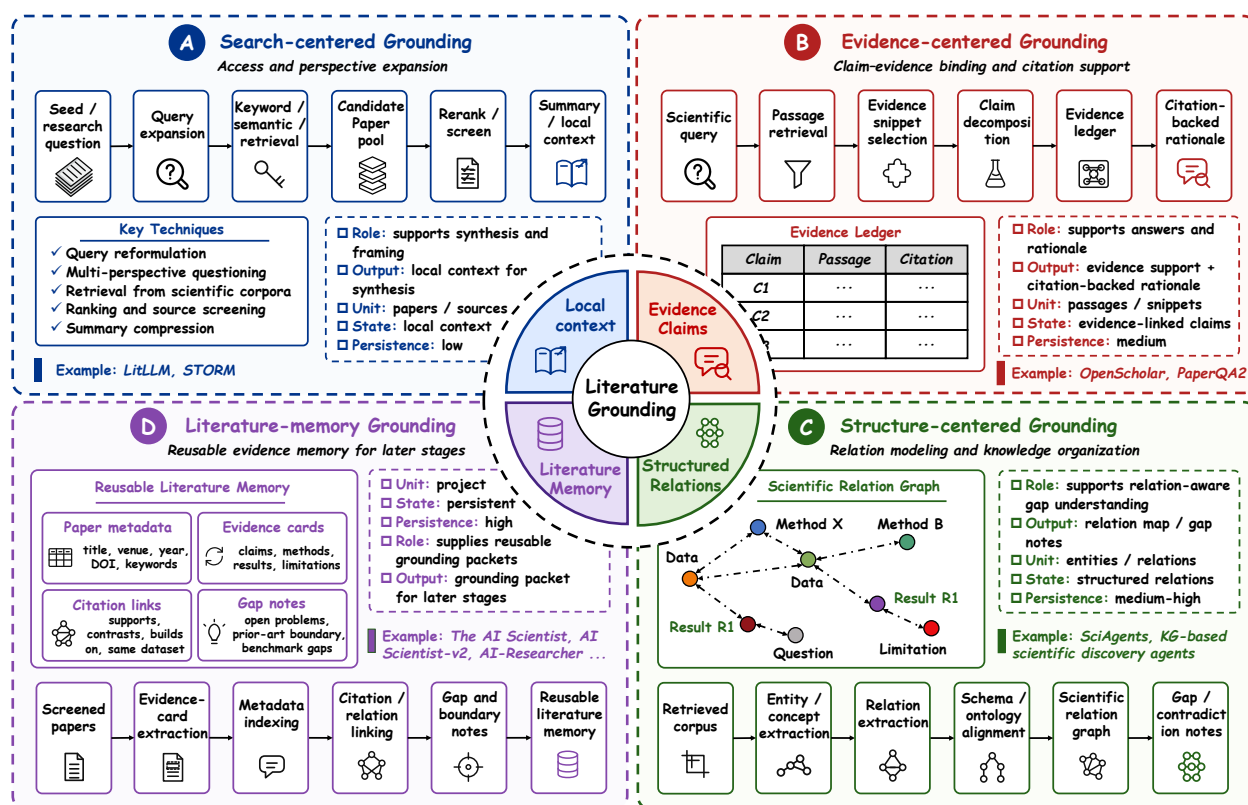 A Search-centered Grounding
Access and perspective expansion
Seed /
research
question
Query
expansion
Keyword /
semantic /
retrieval
Candidate
Paper
pool
Rerank /
screen
Summary
/ local
context
Key Techniques
✓ Query reformulation
✓ Multi-perspective questioning
✓ Retrieval from scientific corpora
✓ Ranking and source screening
✓ Summary compression
Role: supports synthesis and
framing
Output: local context for
synthesis
Unit: papers / sources
State: local context
Persistence: low
Example: LitLLM, STORM
B Evidence-centered Grounding
Claim-evidence binding and citation support
Scientific
query
Passage
retrieval
Evidence
snippet
selection
Claim
decomposi
tion
Evidence
ledger
Citation-
backed
rationale
Evidence Ledger
Claim Passage Citation
C1 ... ...
C2 ... ...
... ...
Role: supports answers and
rationale
Output: evidence support +
citation-backed rationale
Unit: passages / snippets
State: evidence-linked claims
Persistence: medium
Example: OpenScholar, PaperQA2
Local
context
Evidence
Claims
Literature
Grounding
Literature
Memory
Structured
Relations
D Literature-memory Grounding
Reusable evidence memory for later stages
Reusable Literature Memory
Paper metadata
title, venue, year,
DOI, keywords
Evidence cards
claims, methods,
results, limitations
Citation links
supports,
contrasts, builds
on, same dataset
Gap notes
open problems,
prior-art boundary,
benchmark gaps
Unit: project
State: persistent
Persistence: high
Role: supplies reusable
grounding packets
Output: grounding packet
for later stages
Example: The AI Scientist, AI
Scientist-v2, AI-Researcher ...
Screened
papers
Evidence-
card
extraction
Metadata
indexing
Citation /
relation
linking
Gap and
boundary
notes
Reusable
literature
memory
C Structure-centered Grounding
Relation modeling and knowledge organization
Scientific Relation Graph
Method X
Method B
Data
Data
Result R1
Result R1
Question
Limitation
Role: supports relation-aware
gap understanding
Output: relation map / gap
notes
Unit: entities / relations
State: structured relations
Persistence: medium-high
Example: SciAgents, KG-based
scientific discovery agents
Retrieved
corpus
Entity /
concept
extraction
Relation
extraction
Schema /
ontology
alignment
Scientific
relation
graph
Gap /
contradict
ion notes